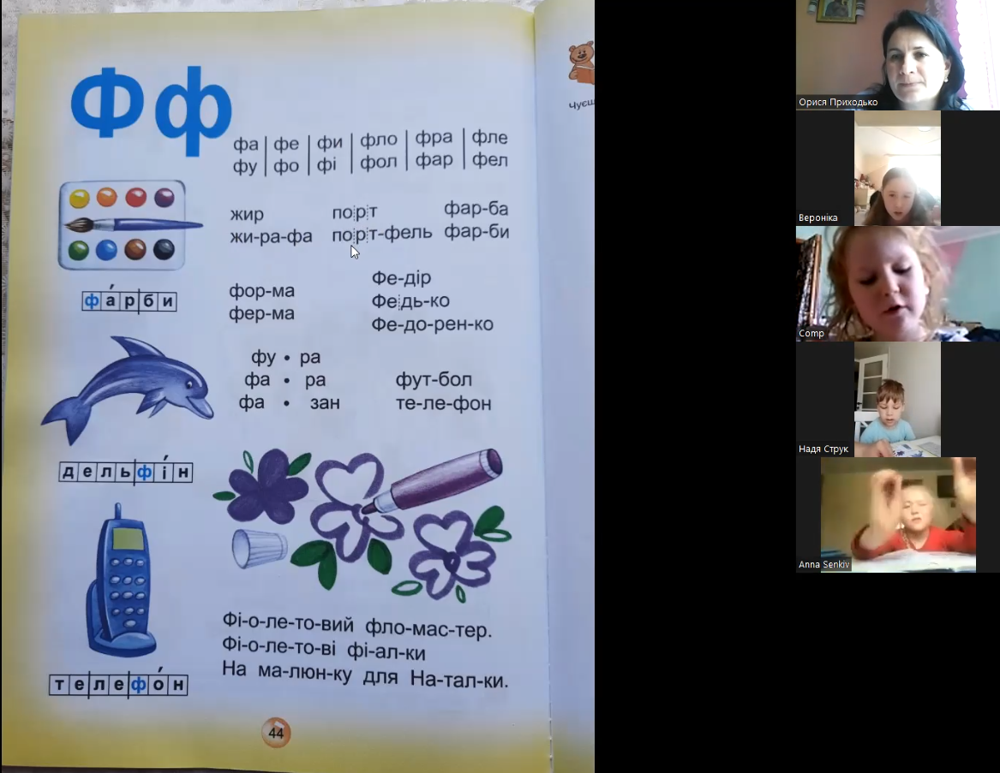 Фф
фа фе фи фло фра фле
фу фо фі фол фар фел
жир порт фар-ба
жи-ра-фа порт-фель фар-би
фарби
фор-ма
фер-ма
Фе-дір
Федь-ко
Фе-до-рен-ко
фу • ра
фа • ра
фа • зан
фут-бол
те-ле-фон
дельфі́н
Фі-о-ле-то-вий фло-мас-тер.
Фі-о-ле-то-ві фі-ал-ки
На ма-люн-ку для На-тал-ки.
телефо́н
44
Чуєш
Орися Приходько
Вероніка
Comp
Надя Струк
Anna Senkiv